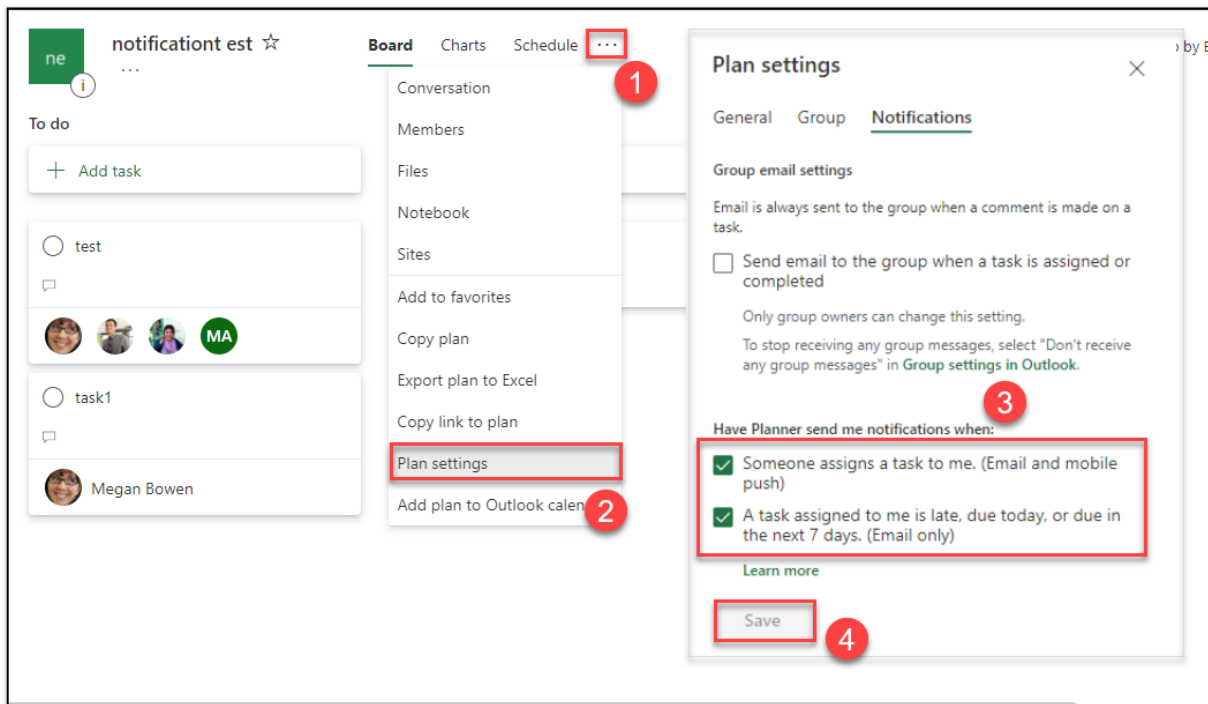 ne
notificationt est
...
Board Charts Schedule ...
1
To do
Add task
test
MA
task1
Megan Bowen
Conversation
Members
Files
Notebook
Sites
Add to favorites
Copy plan
Export plan to Excel
Copy link to plan
Plan settings
Add plan to Outlook calen
2
by E
Plan settings
General Group Notifications
Group email settings
Email is always sent to the group when a comment is made on a
task.
Send email to the group when a task is assigned or
completed
Only group owners can change this setting.
To stop receiving any group messages, select "Don't receive
any group messages" in Group settings in Outlook.
3
Have Planner send me notifications when:
Someone assigns a task to me. (Email and mobile
push)
A task assigned to me is late, due today, or due in
the next 7 days. (Email only)
Learn more
Save
4